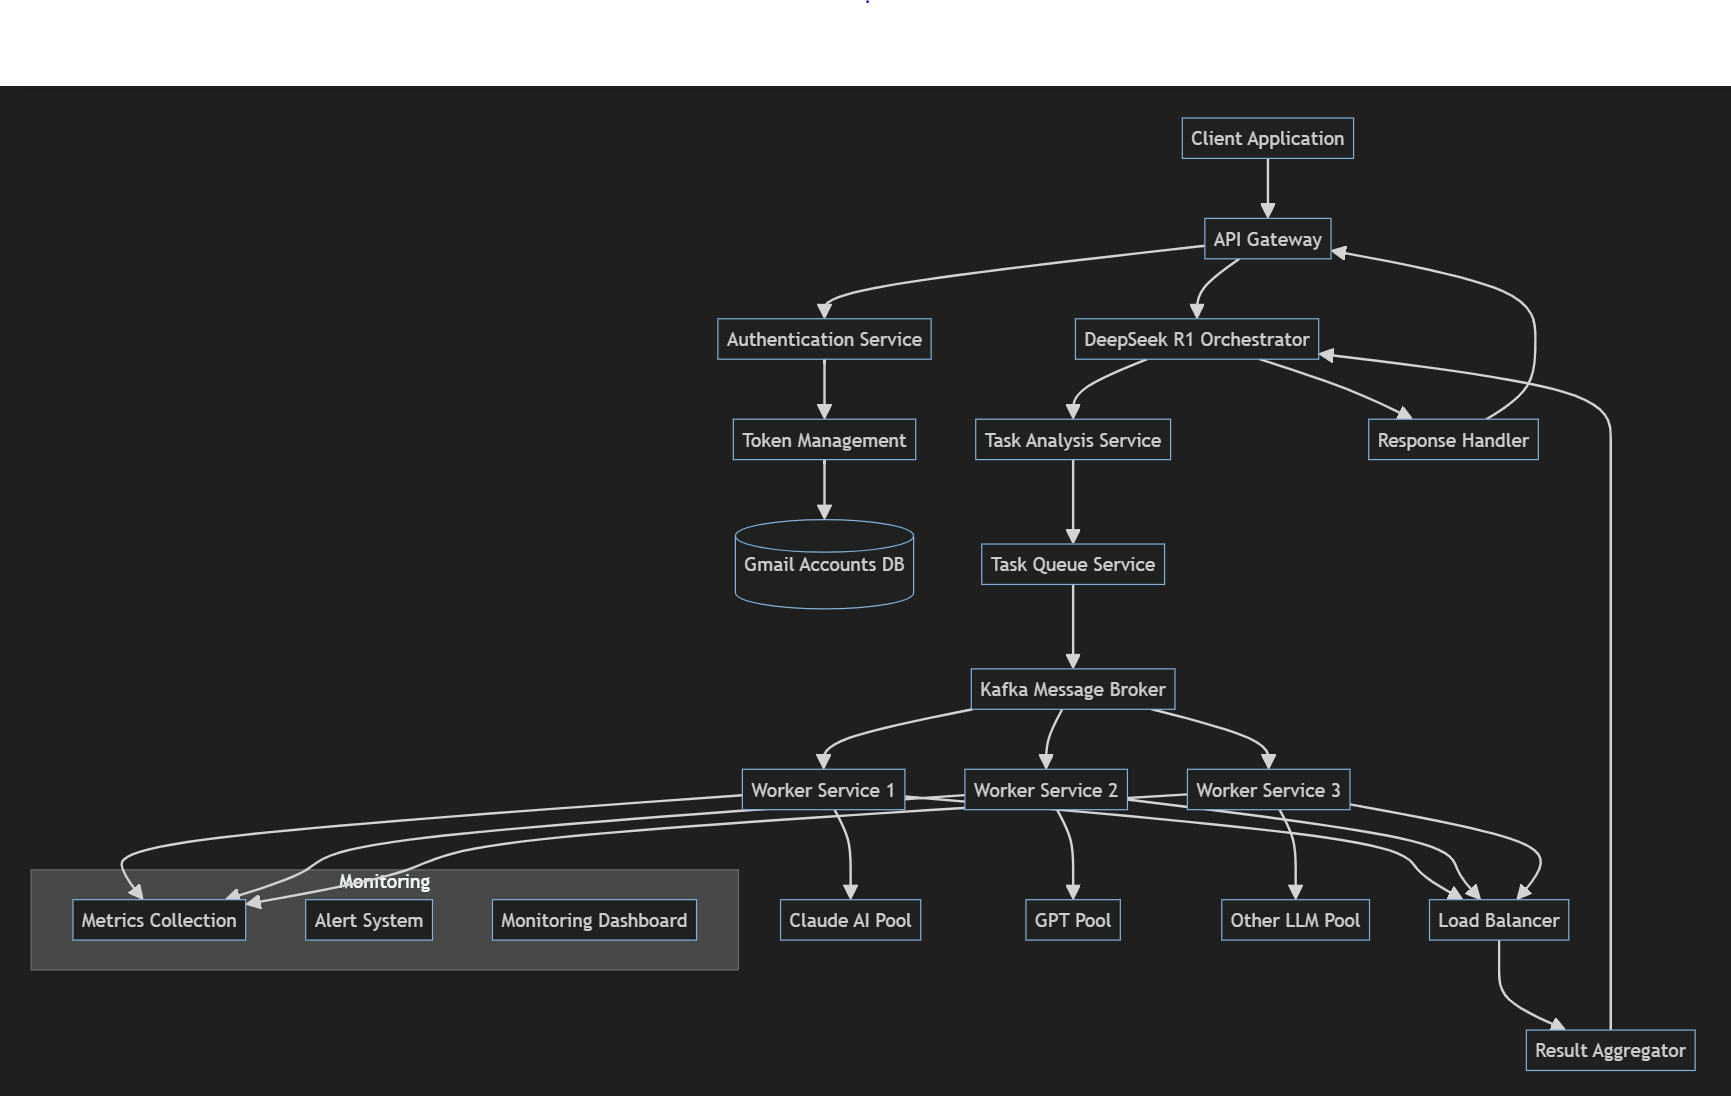 Client Application
API Gateway
Authentication Service
DeepSeek R1 Orchestrator
Token Management
Task Analysis Service
Response Handler
Gmail Accounts DB
Task Queue Service
Kafka Message Broker
Worker Service 1
Worker Service 2
Worker Service 3
Monitoring
Metrics Collection
Alert System
Monitoring Dashboard
Claude AI Pool
GPT Pool
Other LLM Pool
Load Balancer
Result Aggregator